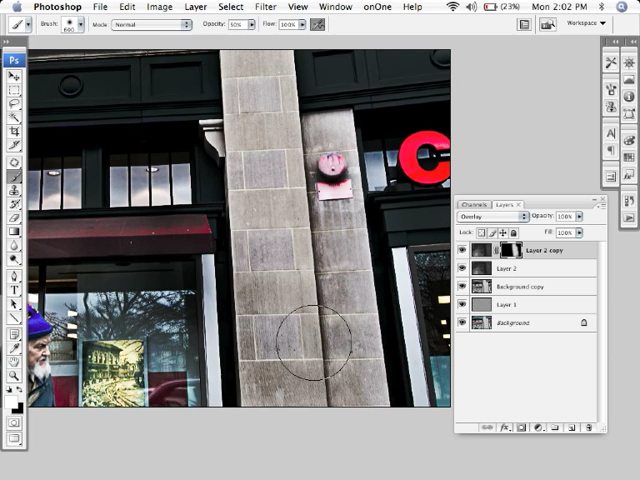 Photoshop File Edit Image Layer Select Filter View Window onOne Help (23%) Mon 2:02 PM
Brush: 600 Mode: Normal Opacity: 50% Flow: 100% Workspace
Ps
C
Channels Layers
Overlay Opacity: 100%
Lock: Fill: 100%
Layer 2 copy
Layer 2
Background copy
Layer 1
Background